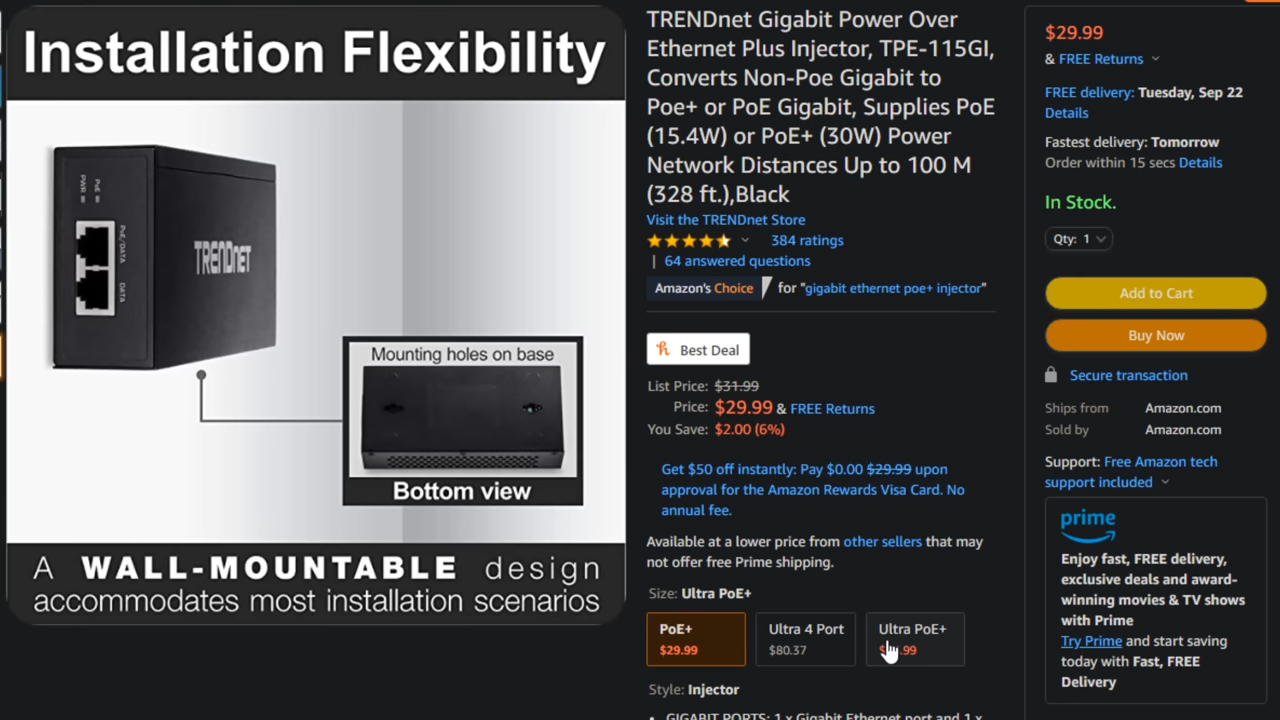 Installation Flexibility
PWR PoE
PoE/DATA
DATA
TRENDnet
Mounting holes on base
Bottom view
A WALL-MOUNTABLE design
accommodates most installation scenarios
TRENDnet Gigabit Power Over
Ethernet Plus Injector, TPE-115GI,
Converts Non-Poe Gigabit to
Poe+ or PoE Gigabit, Supplies PoE
(15.4W) or PoE+ (30W) Power
Network Distances Up to 100 M
(328 ft.),Black
Visit the TRENDnet Store
384 ratings
| 64 answered questions
Amazon's Choice for "gigabit ethernet poe+ injector"
Best Deal
List Price: $31.99
Price: $29.99 & FREE Returns
You Save: $2.00 (6%)
Get $50 off instantly: Pay $0.00 $29.99 upon
approval for the Amazon Rewards Visa Card. No
annual fee.
Available at a lower price from other sellers that may
not offer free Prime shipping.
Size: Ultra PoE+
PoE+
$29.99
Ultra 4 Port
$80.37
Ultra PoE+
Style: Injector
• GIGABIT PORTS: 1 x Gigabit Ethernet port and 1 x
$29.99
& FREE Returns
FREE delivery: Tuesday, Sep 22
Details
Fastest delivery: Tomorrow
Order within 15 secs Details
In Stock.
Qty: 1
Add to Cart
Buy Now
Secure transaction
Ships from Amazon.com
Sold by Amazon.com
Support: Free Amazon tech
support included
prime
Enjoy fast, FREE delivery,
exclusive deals and award-
winning movies & TV shows
with Prime
Try Prime and start saving
today with Fast, FREE
Delivery